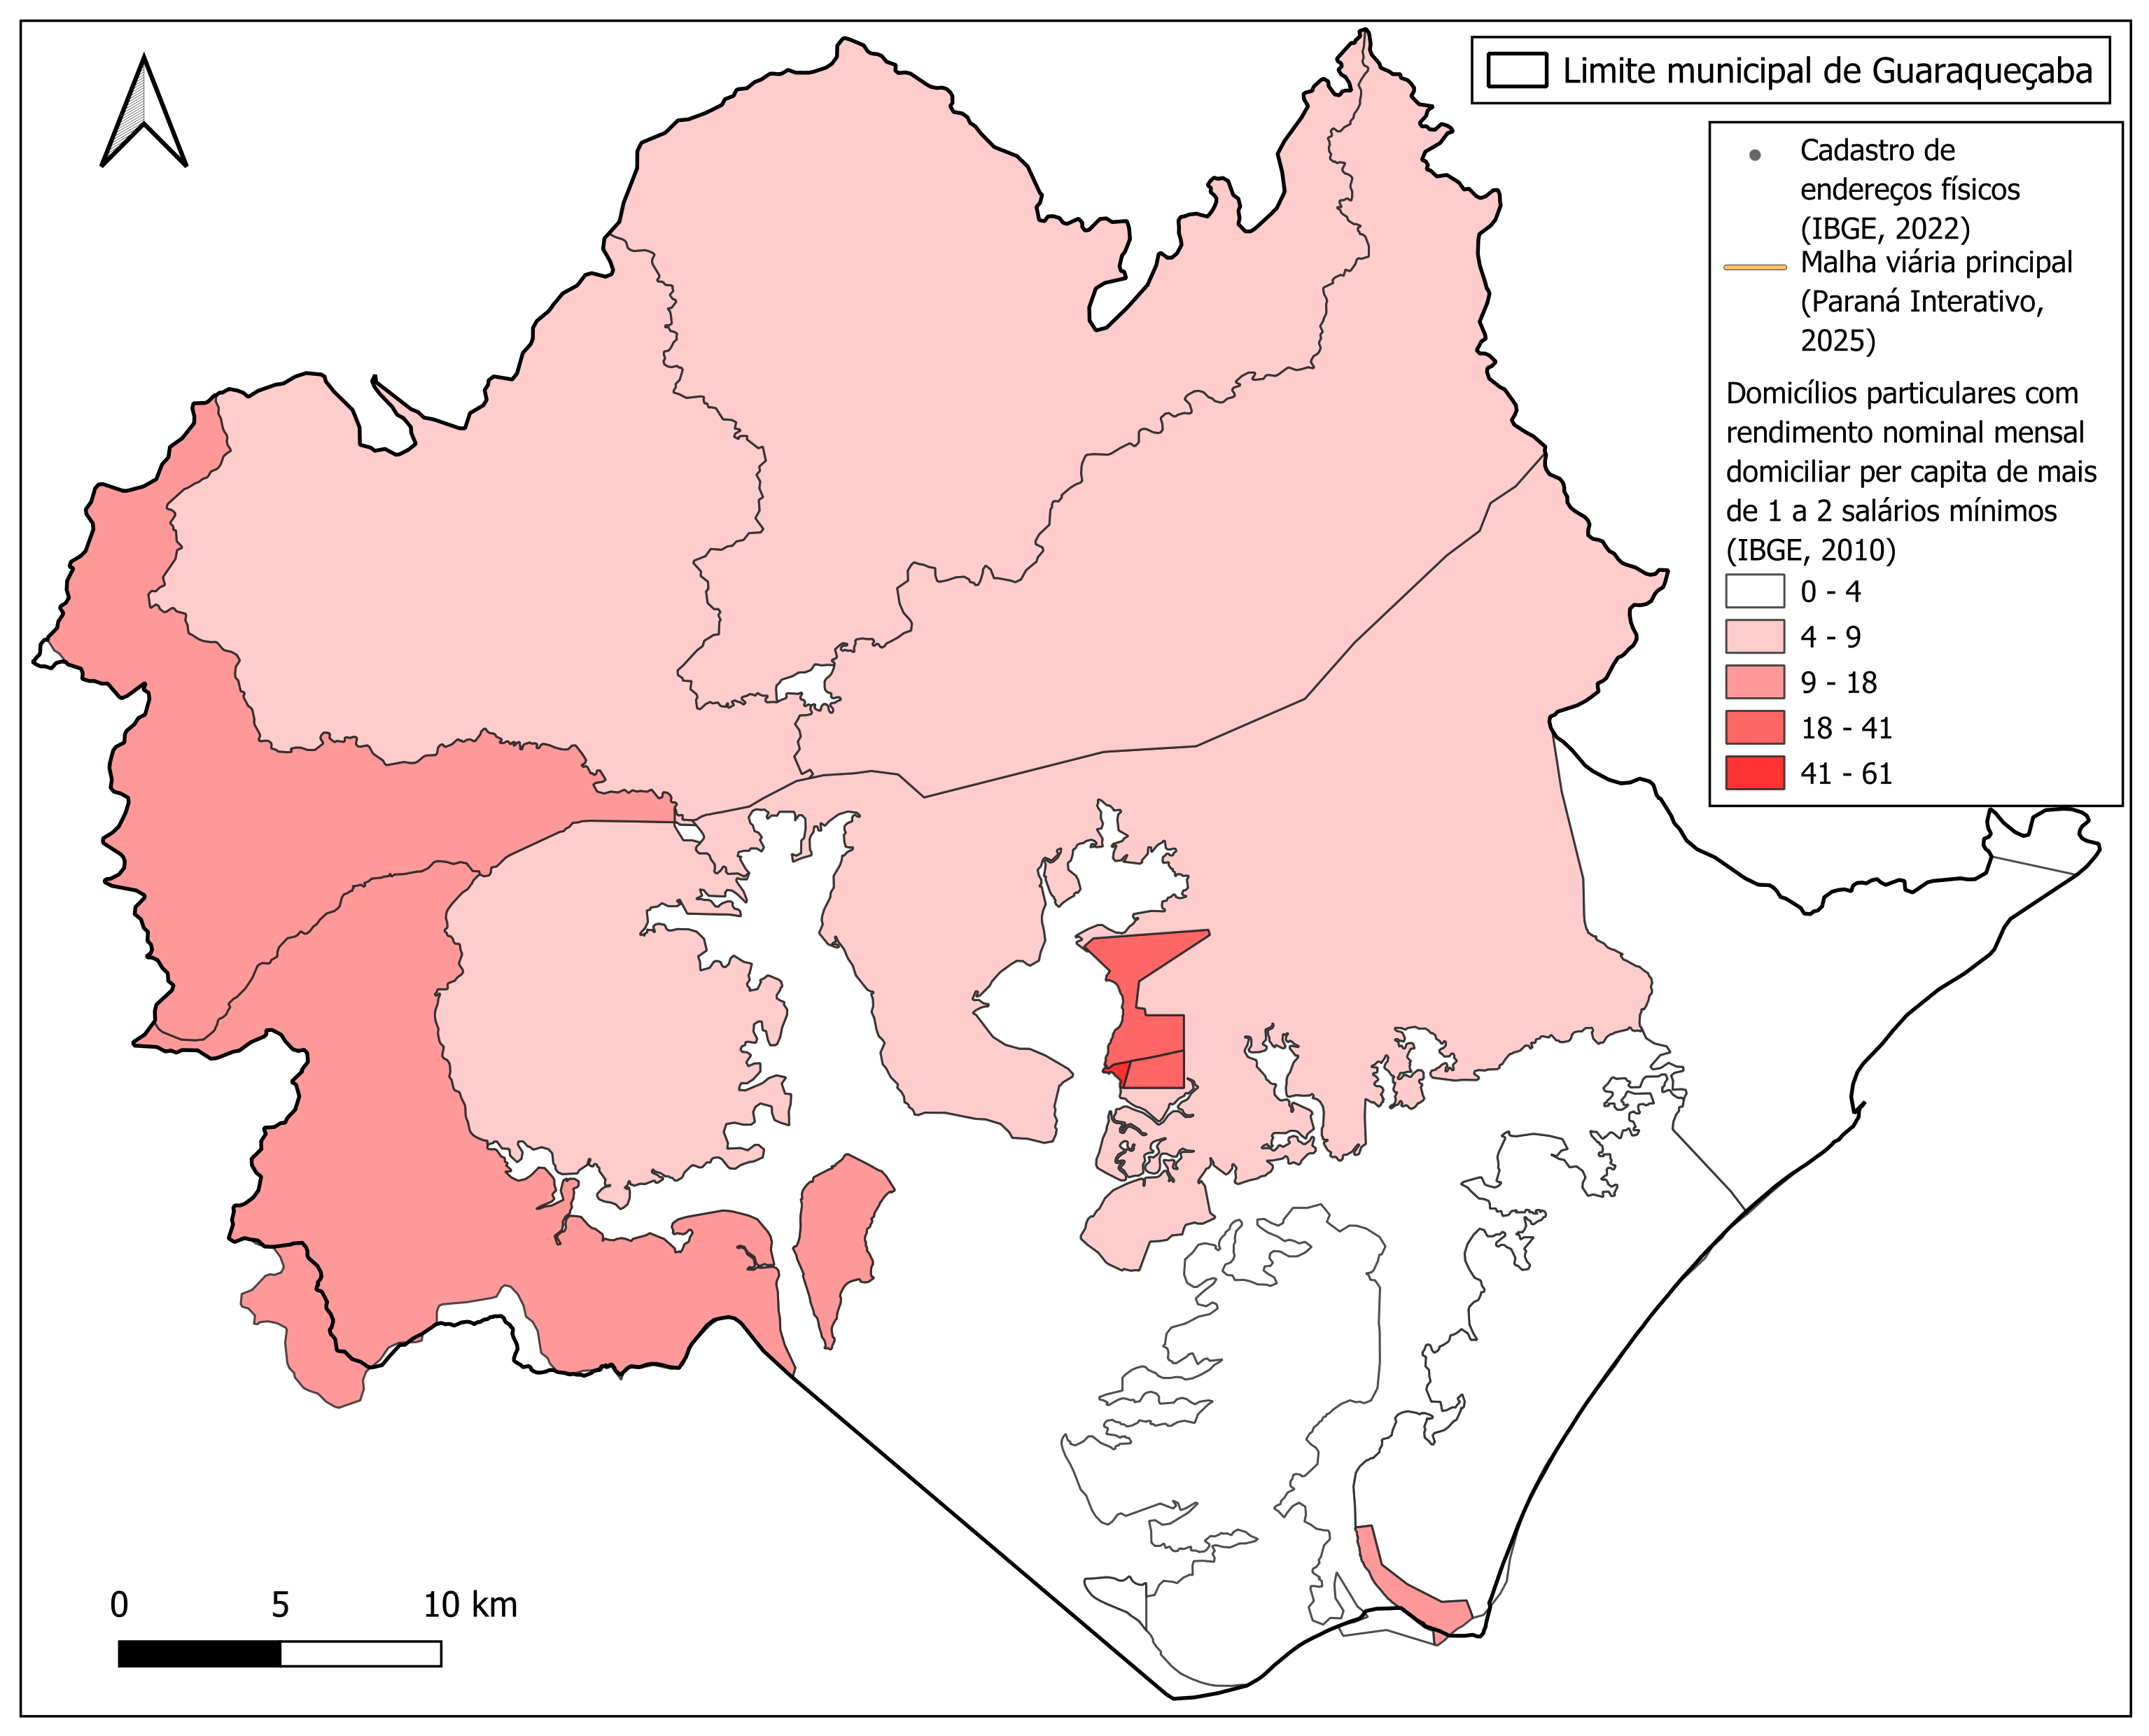 Limite municipal de Guaraqueçaba
Cadastro de
endereços físicos
(IBGE, 2022)
Malha viária principal
(Paraná Interativo,
2025)
Domicílios particulares com
rendimento nominal mensal
domiciliar per capita de mais
de 1 a 2 salários mínimos
(IBGE, 2010)
0 - 4
4 - 9
9 - 18
18 - 41
41 - 61
0 5 10 km